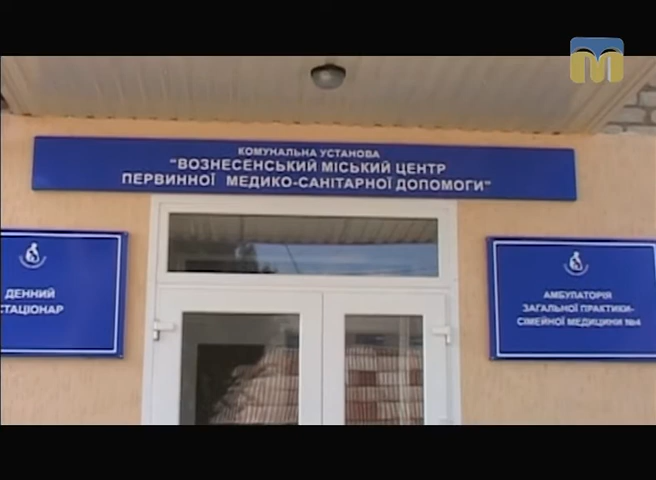 КОМУНАЛЬНА УСТАНОВА
"ВОЗНЕСЕНСЬКИЙ МІСЬКИЙ ЦЕНТР
ПЕРВИННОЇ МЕДИКО-САНІТАРНОЇ ДОПОМОГИ"
ДЕННИЙ
СТАЦІОНАР
АМБУЛАТОРІЯ
ЗАГАЛЬНОЇ ПРАКТИКИ-
СІМЕЙНОЇ МЕДИЦИНИ №4